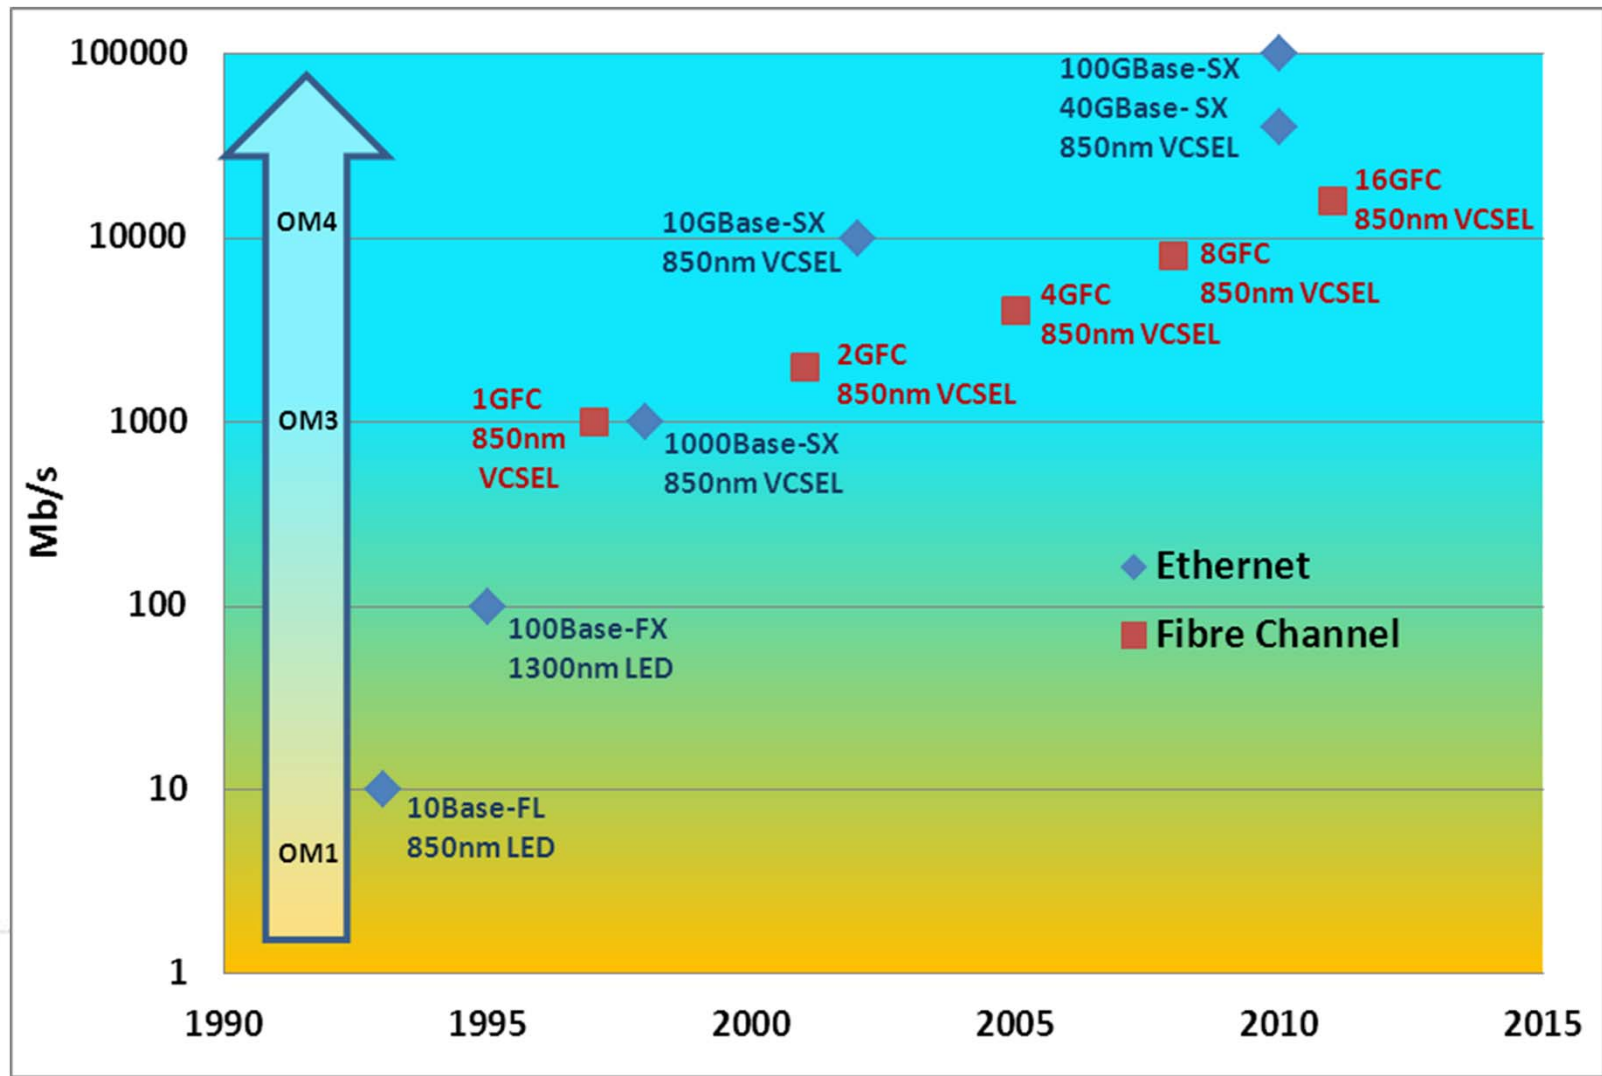 100000
10000
1000
100
10
1
Mb/s
1990
1995
2000
2005
2010
2015
OM4
OM3
OM1
100GBase-SX
40GBase- SX
850nm VCSEL
16GFC
850nm VCSEL
10GBase-SX
850nm VCSEL
8GFC
850nm VCSEL
4GFC
850nm VCSEL
2GFC
850nm VCSEL
1GFC
850nm
VCSEL
1000Base-SX
850nm VCSEL
100Base-FX
1300nm LED
10Base-FL
850nm LED
Ethernet
Fibre Channel